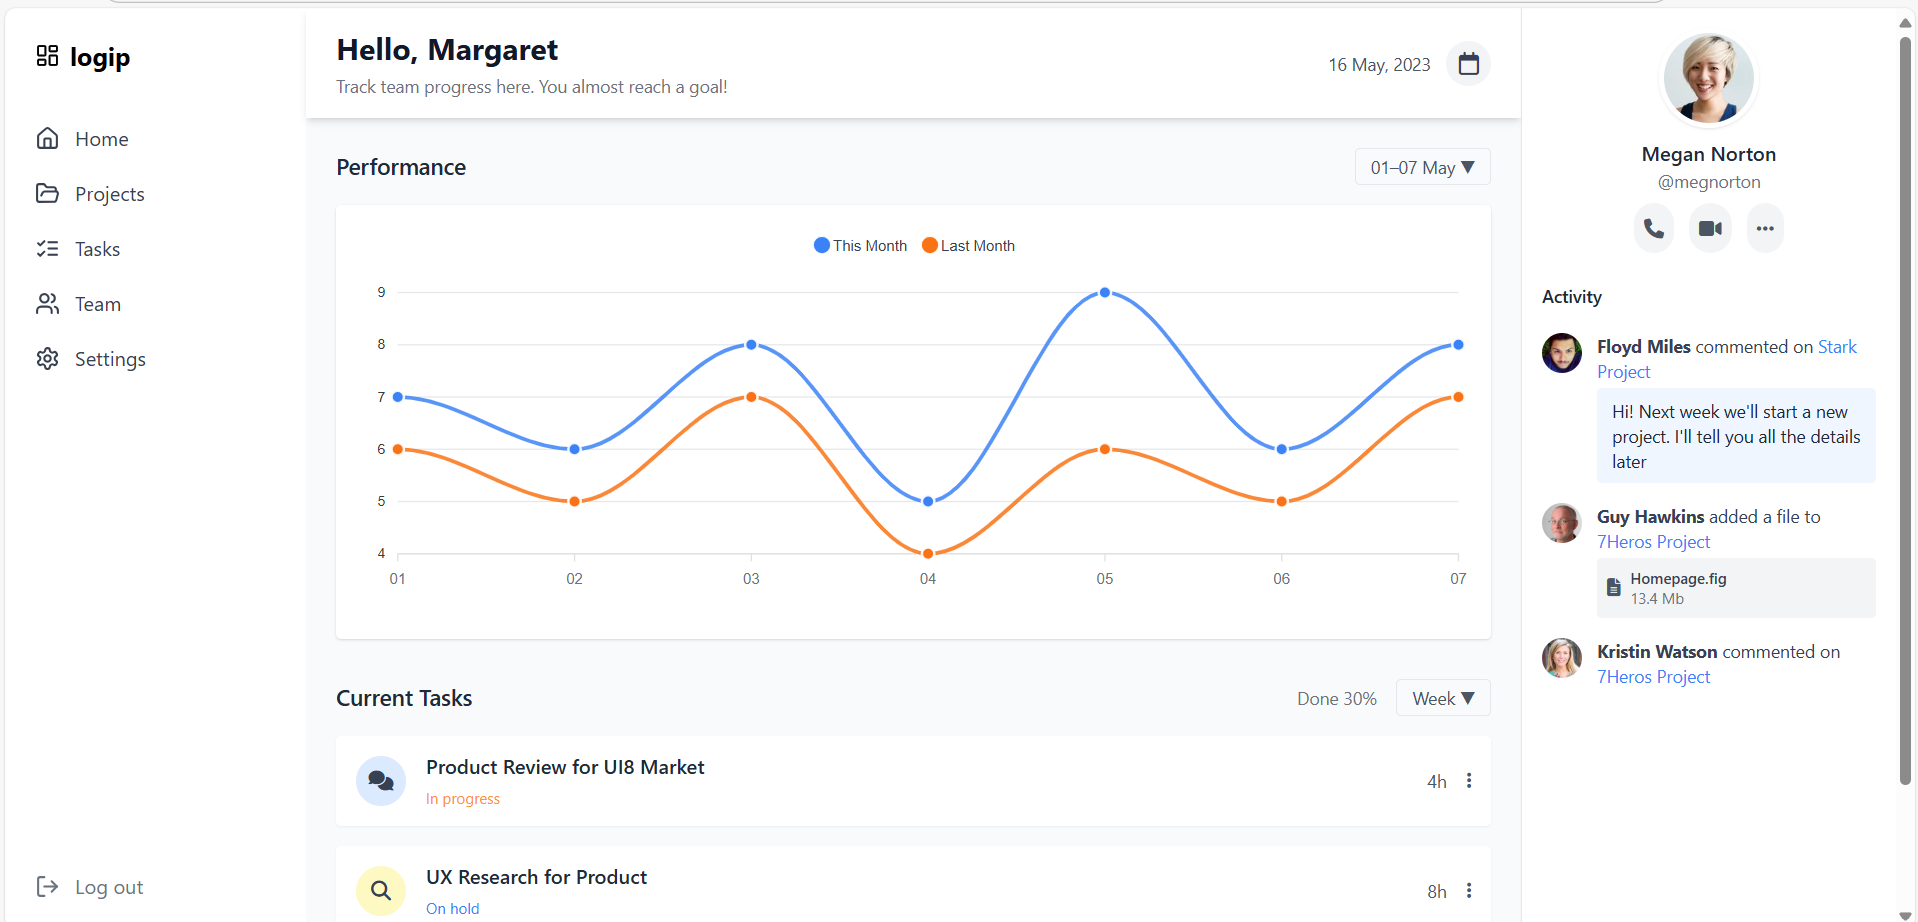 logip
Home
Projects
Tasks
Team
Settings
Log out
Hello, Margaret
Track team progress here. You almost reach a goal!
16 May, 2023
Performance
01–07 May ▼
This Month
Last Month
9
8
7
6
5
4
01 02 03 04 05 06 07
Current Tasks
Done 30%
Week ▼
Product Review for UI8 Market
In progress
4h
UX Research for Product
On hold
8h
Megan Norton
@megnorton
Activity
Floyd Miles commented on Stark
Project
Hi! Next week we'll start a new
project. I'll tell you all the details
later
Guy Hawkins added a file to
7Heros Project
Homepage.fig
13.4 Mb
Kristin Watson commented on
7Heros Project